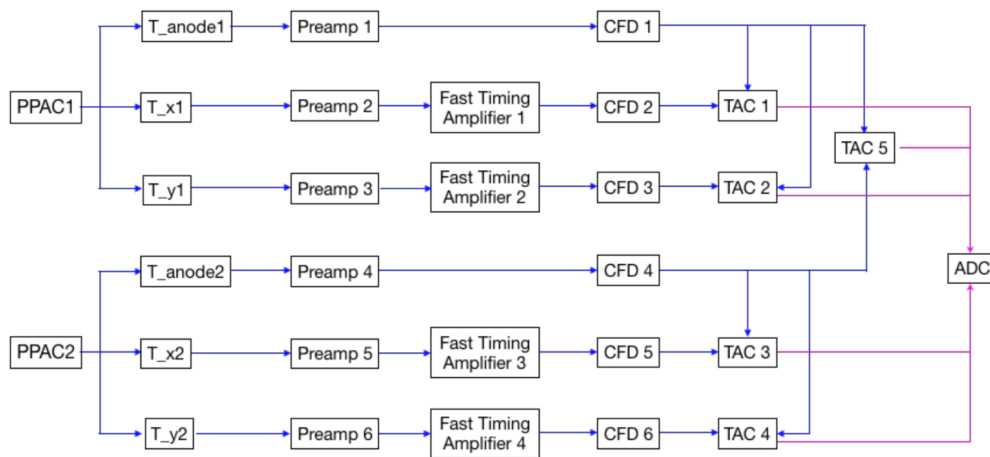 T_anode1
Preamp 1
CFD 1
PPAC1
T_x1
Preamp 2
Fast Timing
Amplifier 1
CFD 2
TAC 1
TAC 5
T_y1
Preamp 3
Fast Timing
Amplifier 2
CFD 3
TAC 2
T_anode2
Preamp 4
CFD 4
ADC
PPAC2
T_x2
Preamp 5
Fast Timing
Amplifier 3
CFD 5
TAC 3
T_y2
Preamp 6
Fast Timing
Amplifier 4
CFD 6
TAC 4